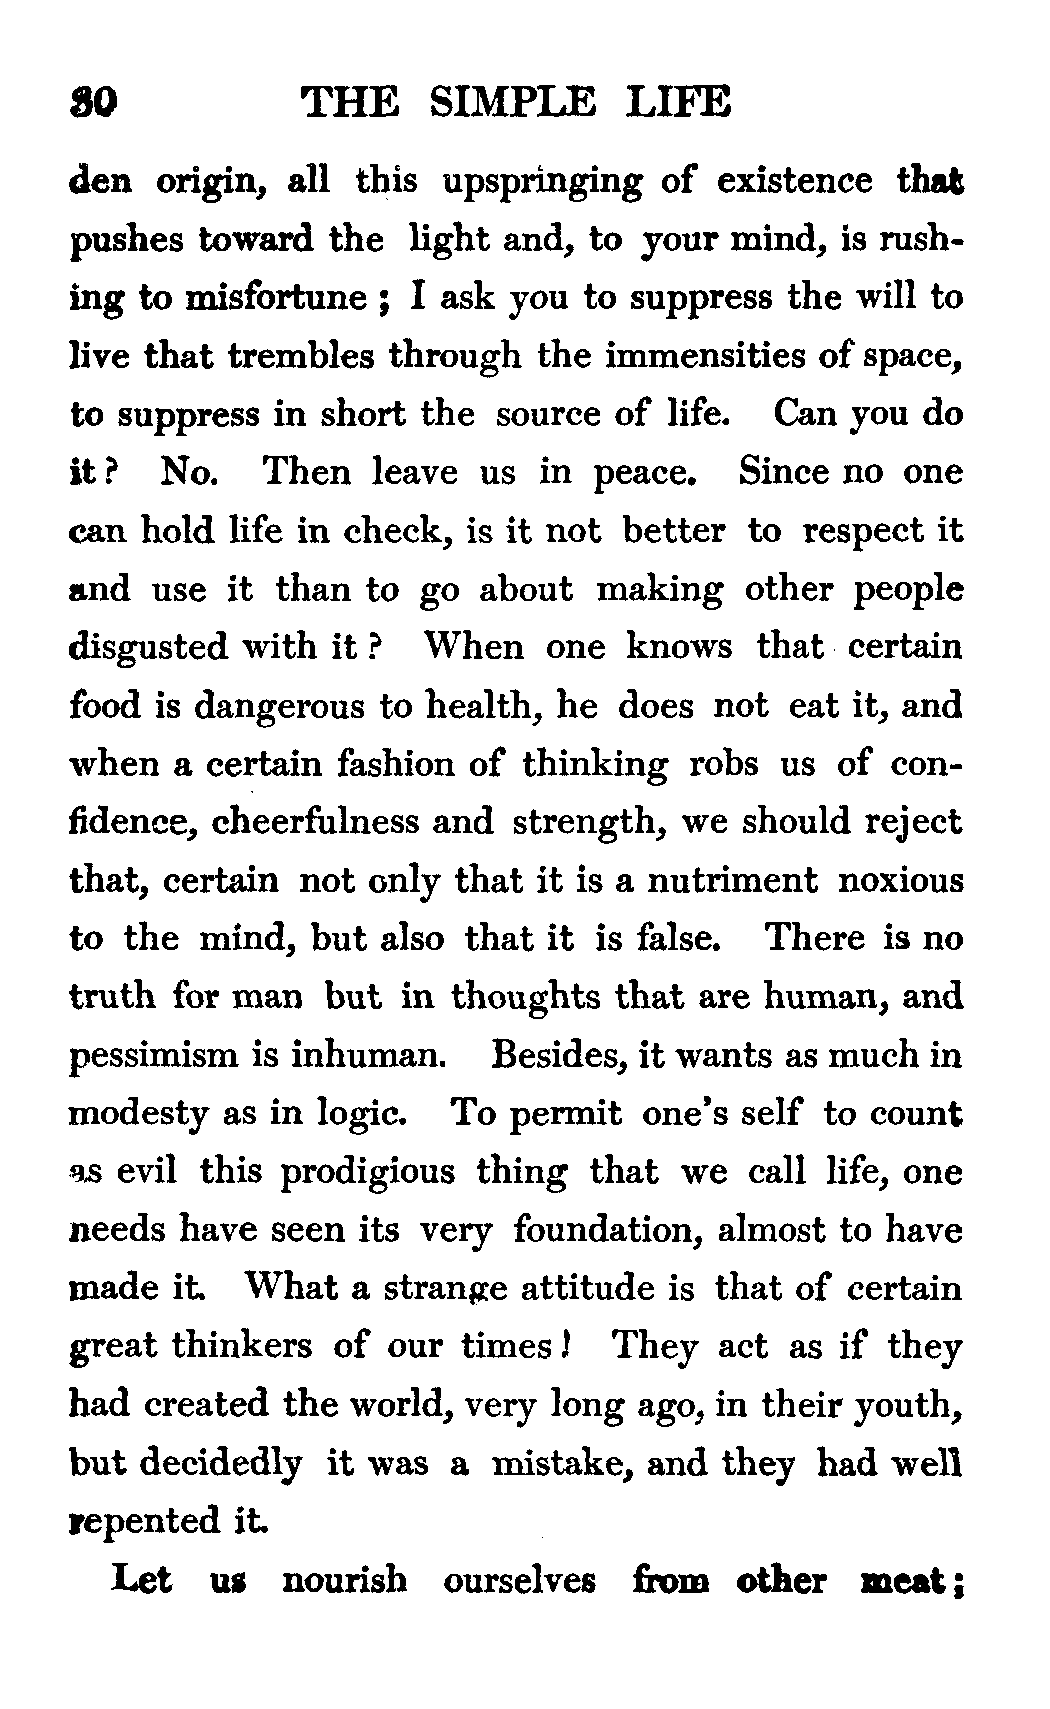 30 THE SIMPLE LIFE
den origin, all this upspringing of existence that
pushes toward the light and, to your mind, is rush-
ing to misfortune ; I ask you to suppress the will to
live that trembles through the immensities of space,
to suppress in short the source of life. Can you do
it ? No. Then leave us in peace. Since no one
can hold life in check, is it not better to respect it
and use it than to go about making other people
disgusted with it ? When one knows that certain
food is dangerous to health, he does not eat it, and
when a certain fashion of thinking robs us of con-
fidence, cheerfulness and strength, we should reject
that, certain not only that it is a nutriment noxious
to the mind, but also that it is false. There is no
truth for man but in thoughts that are human, and
pessimism is inhuman. Besides, it wants as much in
modesty as in logic. To permit one's self to count
as evil this prodigious thing that we call life, one
needs have seen its very foundation, almost to have
made it. What a strange attitude is that of certain
great thinkers of our times ! They act as if they
had created the world, very long ago, in their youth,
but decidedly it was a mistake, and they had well
repented it.
Let us nourish ourselves from other meat ;